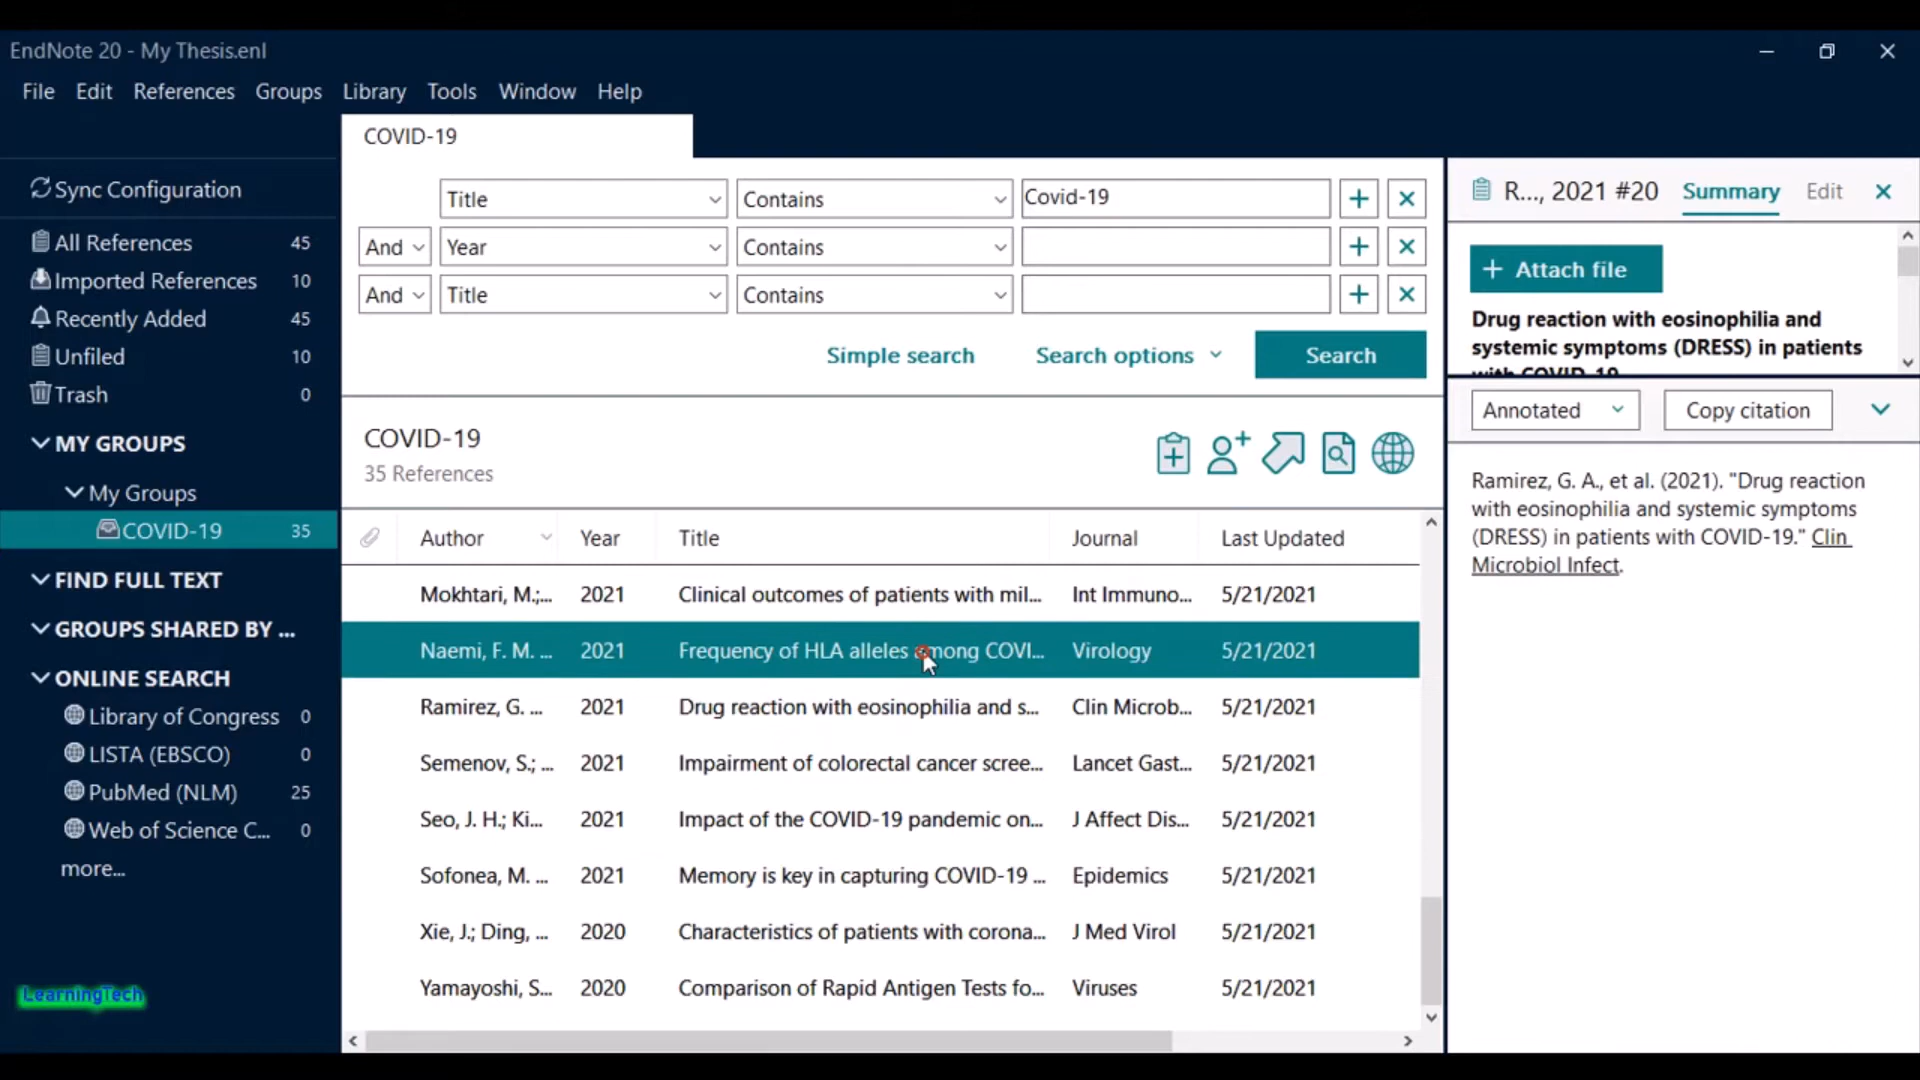 EndNote 20 - My Thesis.enl
File Edit References Groups Library Tools Window Help
COVID-19
Sync Configuration
All References 45
Imported References 10
Recently Added 45
Unfiled 10
Trash 0
MY GROUPS
My Groups
COVID-19 35
FIND FULL TEXT
GROUPS SHARED BY ...
ONLINE SEARCH
Library of Congress 0
LISTA (EBSCO) 0
PubMed (NLM) 25
Web of Science C... 0
more...
LearningTech
Title Contains Covid-19
And Year Contains
And Title Contains
Simple search Search options Search
COVID-19
35 References
Author Year Title Journal Last Updated
Mokhtari, M.;... 2021 Clinical outcomes of patients with mil... Int Immuno... 5/21/2021
Naemi, F. M. ... 2021 Frequency of HLA alleles among COVI... Virology 5/21/2021
Ramirez, G. ... 2021 Drug reaction with eosinophilia and s... Clin Microb... 5/21/2021
Semenov, S.; ... 2021 Impairment of colorectal cancer scree... Lancet Gast... 5/21/2021
Seo, J. H.; Ki... 2021 Impact of the COVID-19 pandemic on... J Affect Dis... 5/21/2021
Sofonea, M. ... 2021 Memory is key in capturing COVID-19 ... Epidemics 5/21/2021
Xie, J.; Ding, ... 2020 Characteristics of patients with corona... J Med Virol 5/21/2021
Yamayoshi, S... 2020 Comparison of Rapid Antigen Tests fo... Viruses 5/21/2021
R..., 2021 #20 Summary Edit
+ Attach file
Drug reaction with eosinophilia and
systemic symptoms (DRESS) in patients
with COVID-19
Annotated Copy citation
Ramirez, G. A., et al. (2021). "Drug reaction
with eosinophilia and systemic symptoms
(DRESS) in patients with COVID-19." Clin
Microbiol Infect.